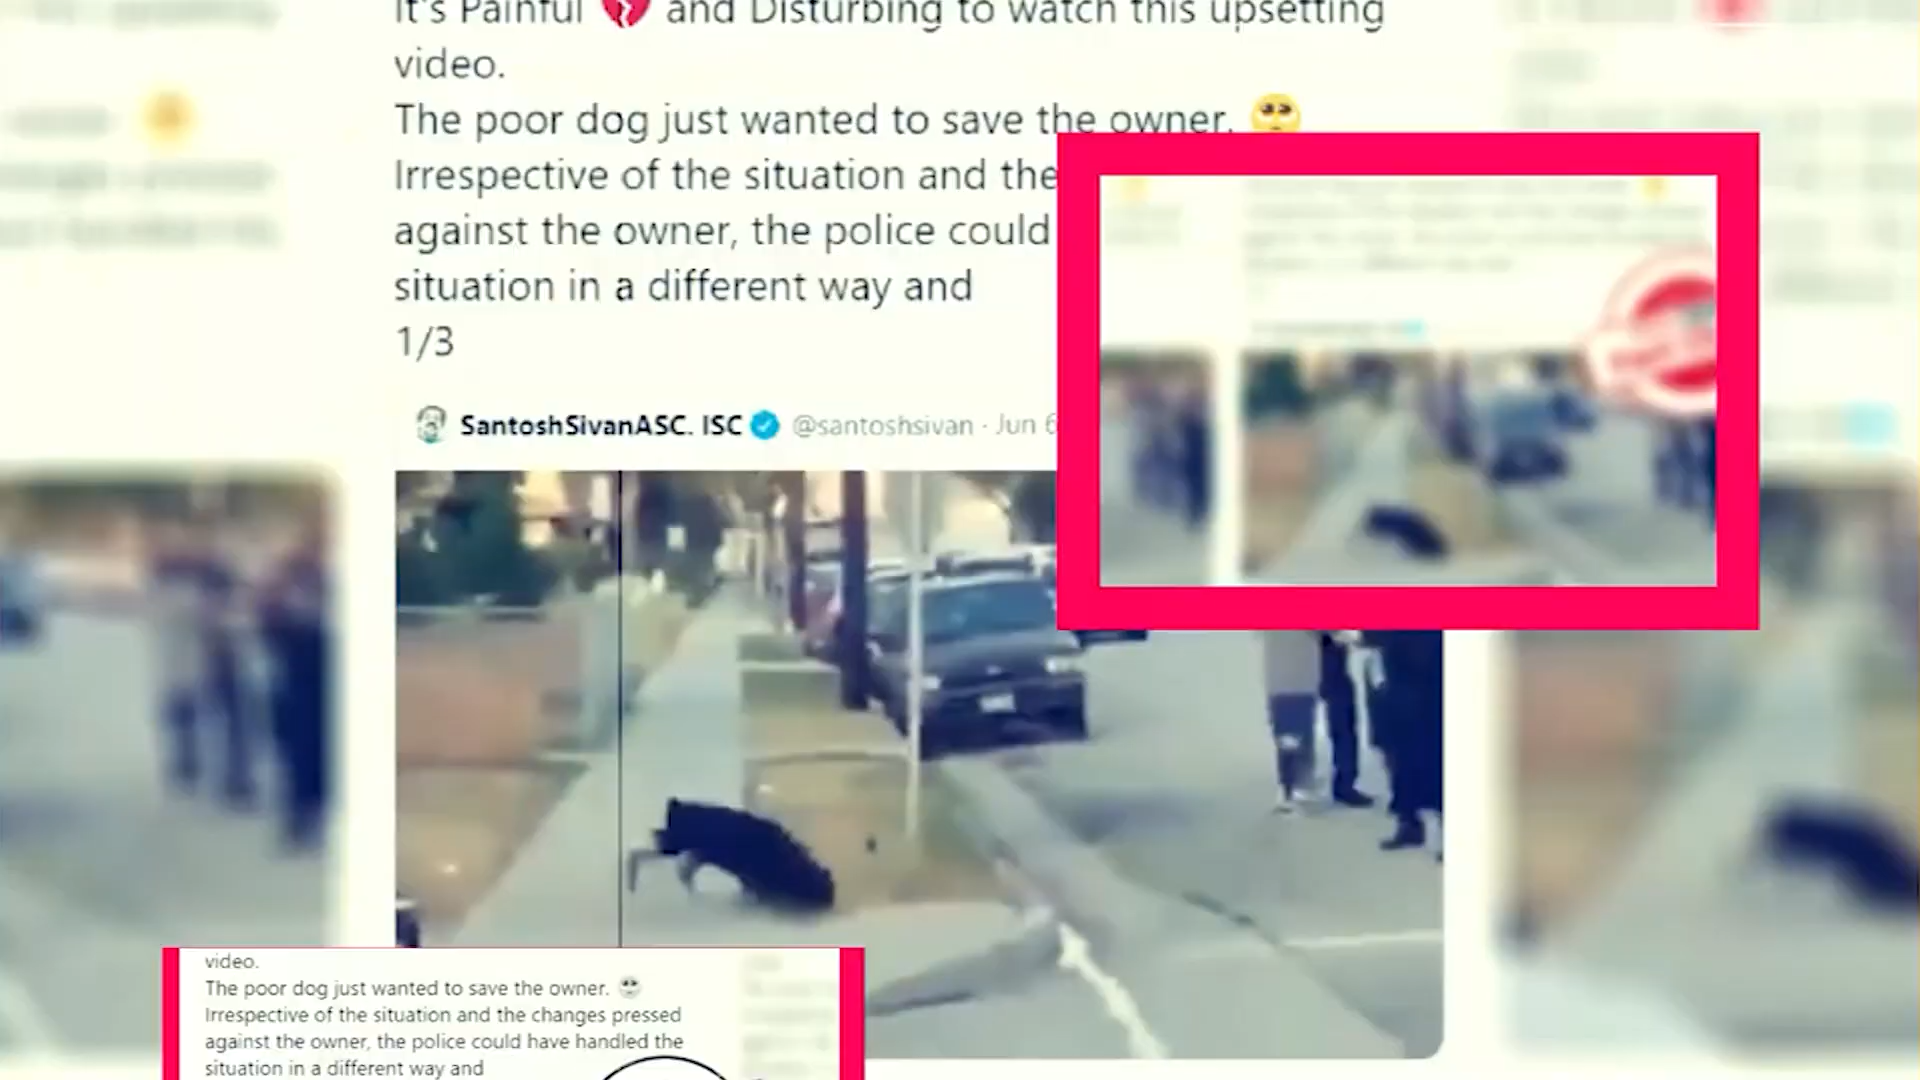 It's Painful 💔 and Disturbing to watch this upsetting
video.
The poor dog just wanted to save the owner. 🥺
Irrespective of the situation and the
against the owner, the police could
situation in a different way and
1/3
SantoshSivanASC. ISC @santoshsivan · Jun 6
video.
The poor dog just wanted to save the owner. 🥺
Irrespective of the situation and the changes pressed
against the owner, the police could have handled the
situation in a different way and